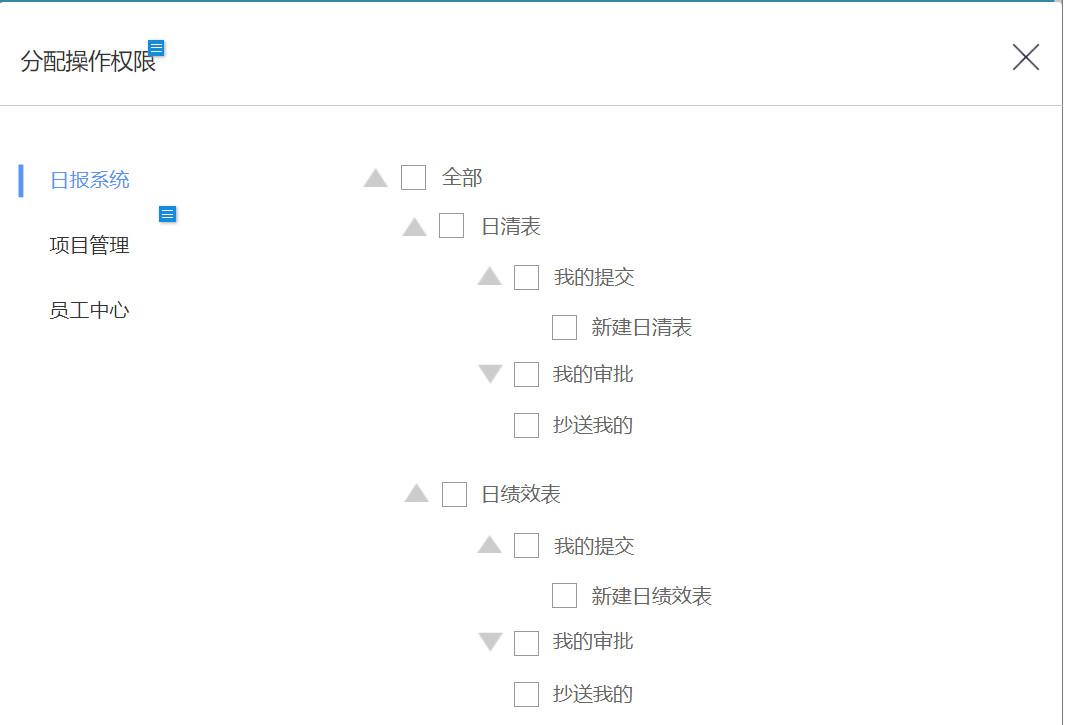 分配操作权限
日报系统
项目管理
员工中心
全部
日清表
我的提交
新建日清表
我的审批
抄送我的
日绩效表
我的提交
新建日绩效表
我的审批
抄送我的